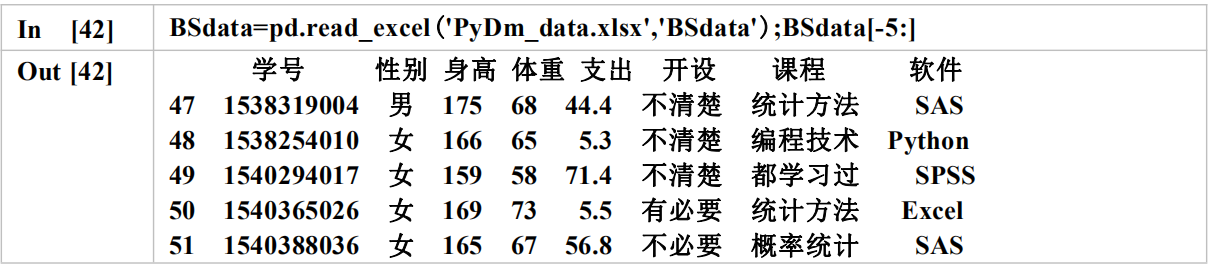 In [42] BSdata=pd.read_excel('PyDm_data.xlsx','BSdata');BSdata[-5:]
Out [42] 学号 性别 身高 体重 支出 开设 课程 软件
47 1538319004 男 175 68 44.4 不清楚 统计方法 SAS
48 1538254010 女 166 65 5.3 不清楚 编程技术 Python
49 1540294017 女 159 58 71.4 不清楚 都学习过 SPSS
50 1540365026 女 169 73 5.5 有必要 统计方法 Excel
51 1540388036 女 165 67 56.8 不必要 概率统计 SAS